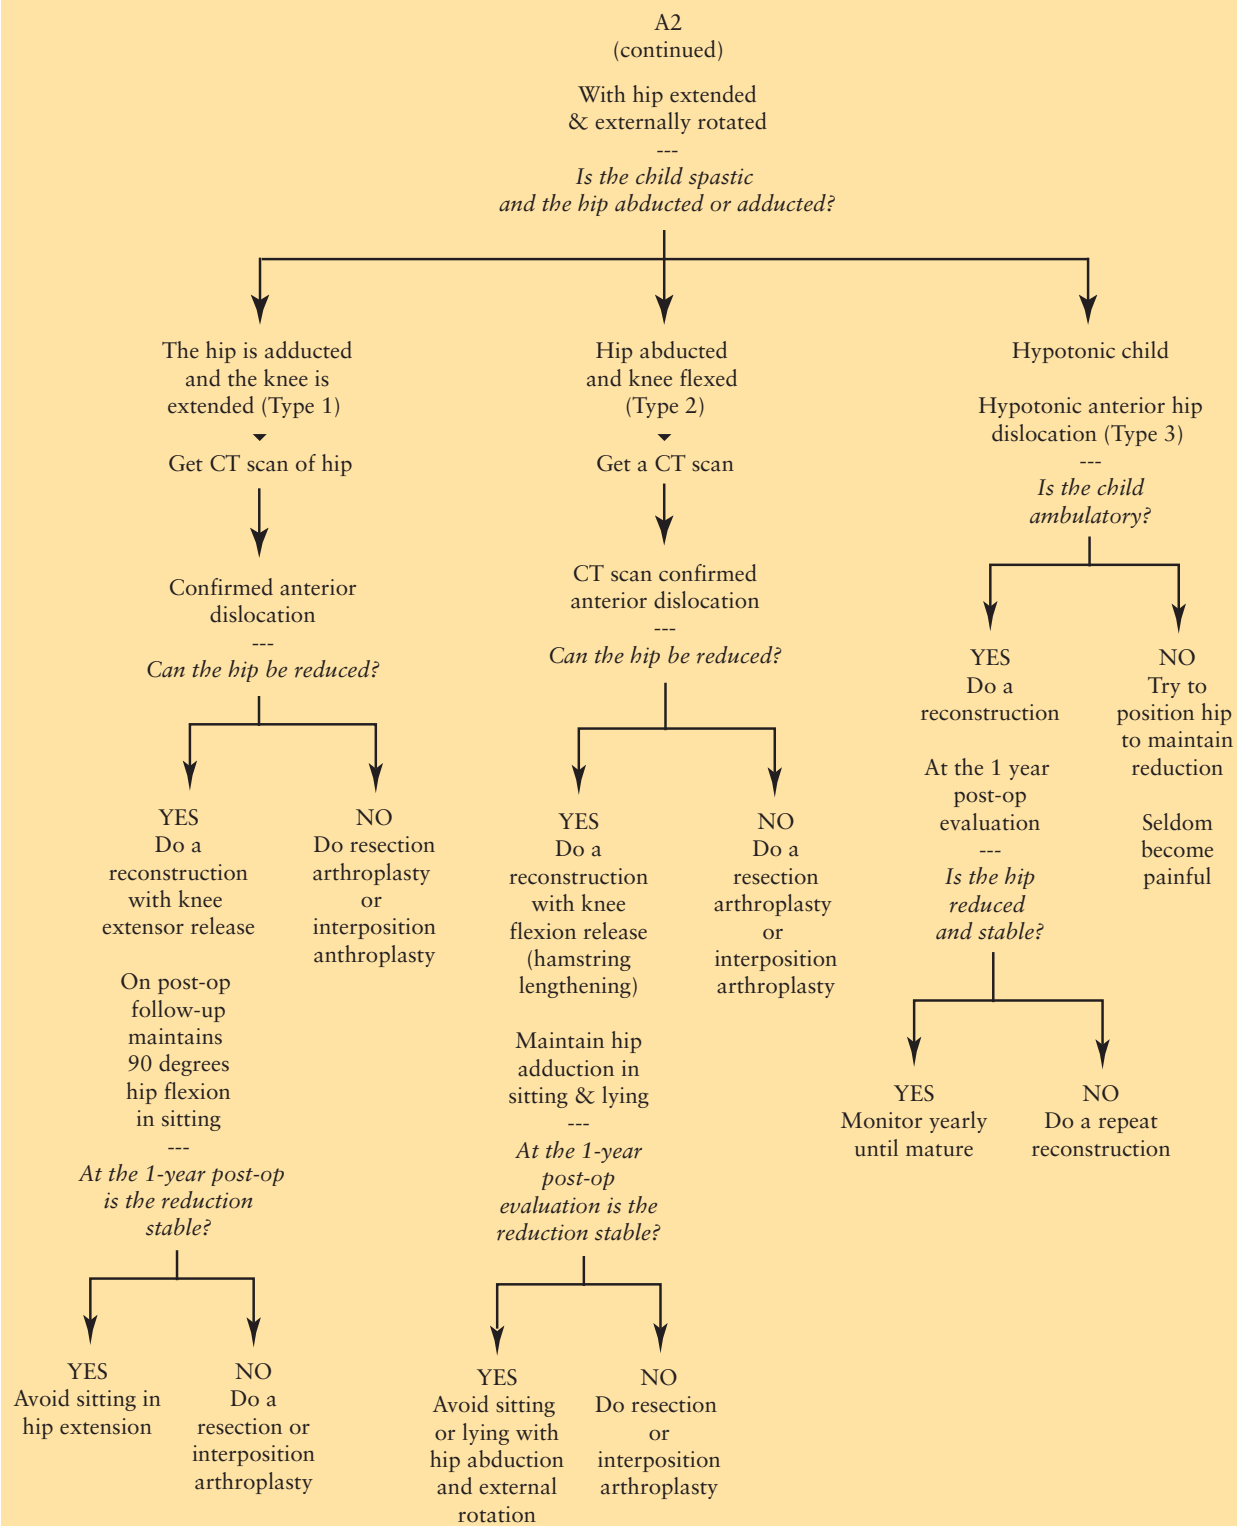 A2
(continued)
With hip extended
& externally rotated
---
Is the child spastic
and the hip abducted or adducted?
The hip is adducted
and the knee is
extended (Type 1)
Get CT scan of hip
Confirmed anterior
dislocation
---
Can the hip be reduced?
YES
Do a
reconstruction
with knee
extensor release
On post-op
follow-up
maintains
90 degrees
hip flexion
in sitting
---
At the 1-year post-op
is the reduction
stable?
YES
Avoid sitting in
hip extension
NO
Do a
resection or
interposition
arthroplasty
NO
Do resection
arthroplasty
or
interposition
anthroplasty
Hip abducted
and knee flexed
(Type 2)
Get a CT scan
CT scan confirmed
anterior dislocation
---
Can the hip be reduced?
YES
Do a
reconstruction
with knee
flexion release
(hamstring
lengthening)
Maintain hip
adduction in
sitting & lying
---
At the 1-year
post-op
evaluation is the
reduction stable?
YES
Avoid sitting
or lying with
hip abduction
and external
rotation
NO
Do resection
or
interposition
arthroplasty
NO
Do a
resection
arthroplasty
or
interposition
arthroplasty
Hypotonic child
Hypotonic anterior hip
dislocation (Type 3)
---
Is the child
ambulatory?
YES
Do a
reconstruction
At the 1 year
post-op
evaluation
---
Is the hip
reduced
and stable?
YES
Monitor yearly
until mature
NO
Do a repeat
reconstruction
NO
Try to
position hip
to maintain
reduction
Seldom
become
painful